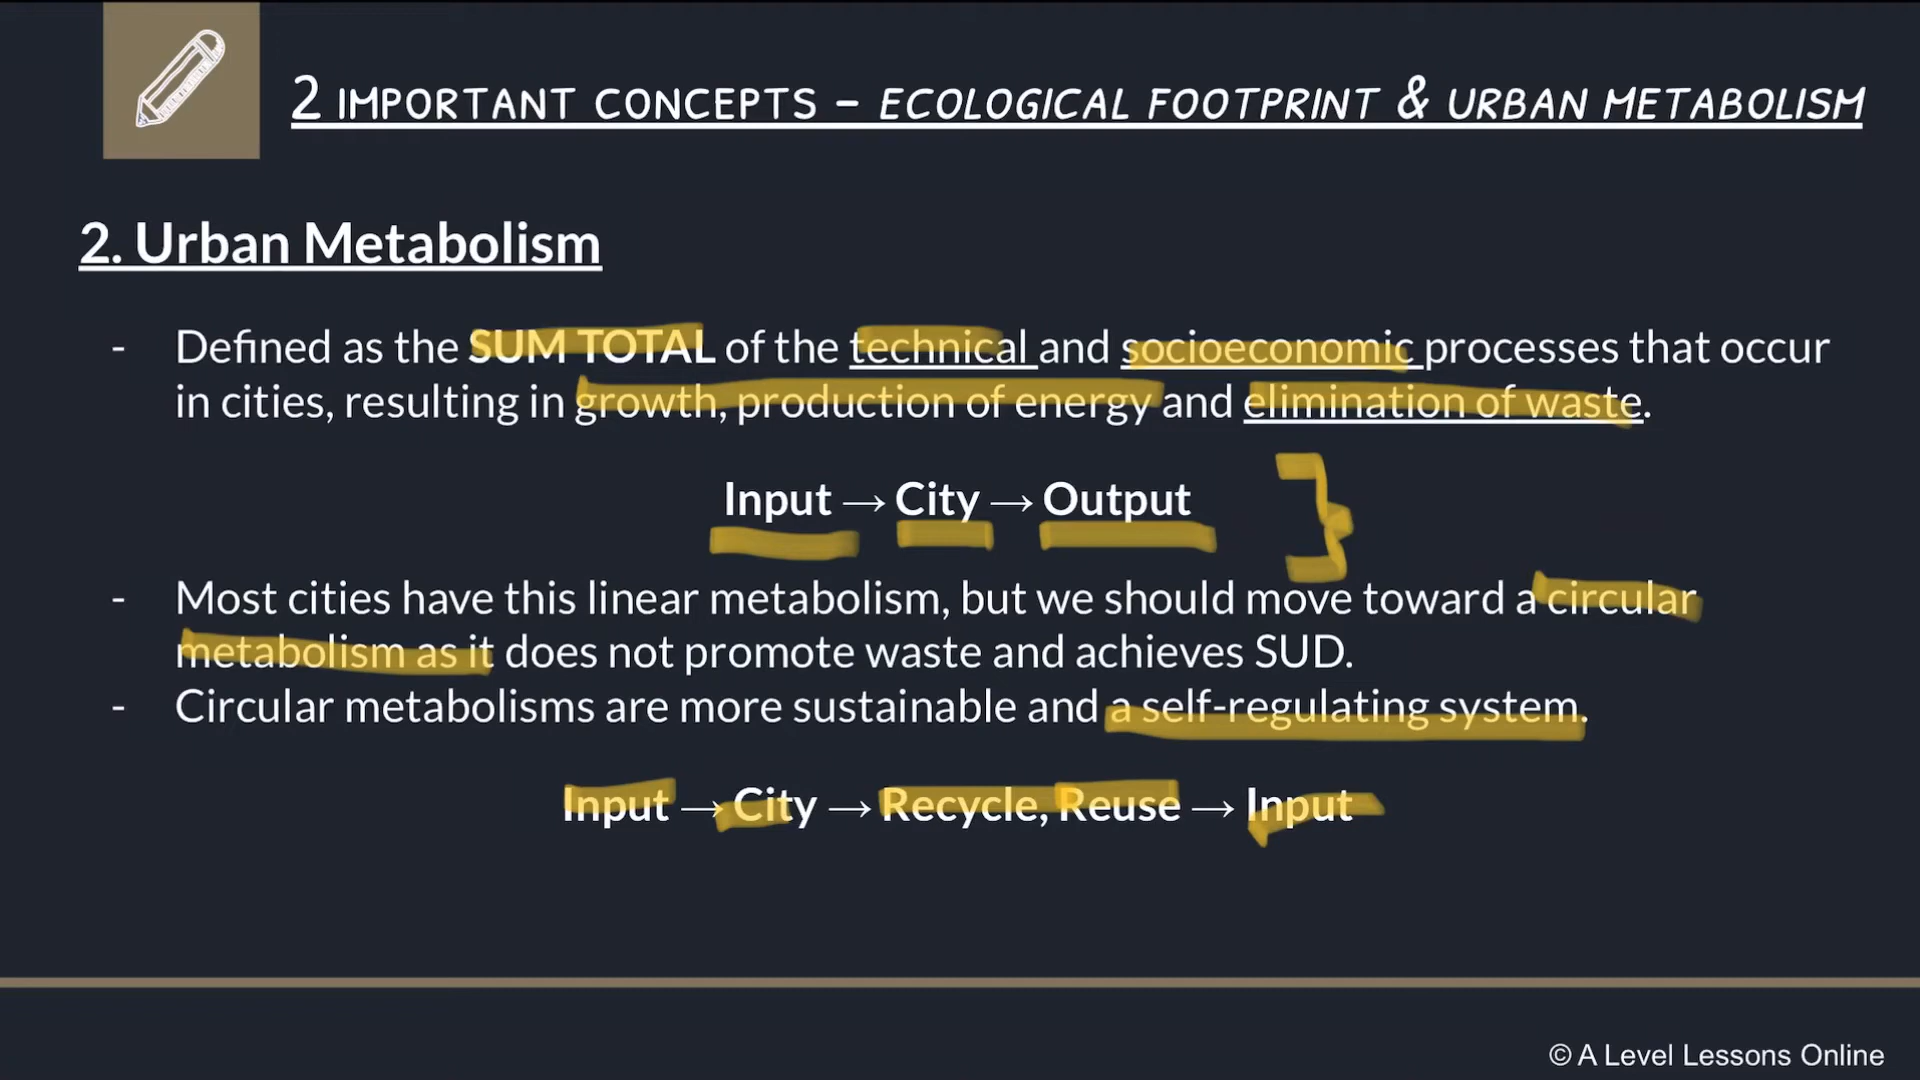 2 IMPORTANT CONCEPTS – ECOLOGICAL FOOTPRINT & URBAN METABOLISM
2. Urban Metabolism
- Defined as the SUM TOTAL of the technical and socioeconomic processes that occur
in cities, resulting in growth, production of energy and elimination of waste.
Input → City → Output
- Most cities have this linear metabolism, but we should move toward a circular
metabolism as it does not promote waste and achieves SUD.
- Circular metabolisms are more sustainable and a self-regulating system.
Input → City → Recycle, Reuse → Input
© A Level Lessons Online